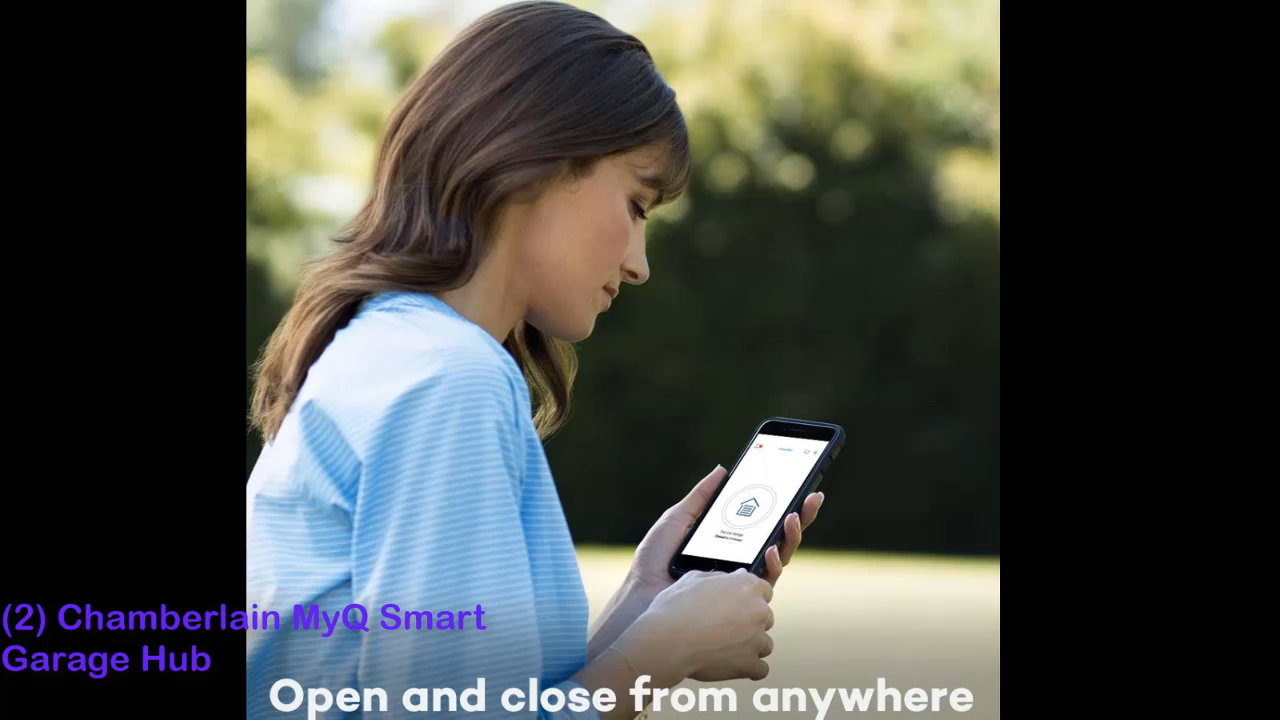 (2) Chamberlain MyQ Smart
Garage Hub
Open and close from anywhere